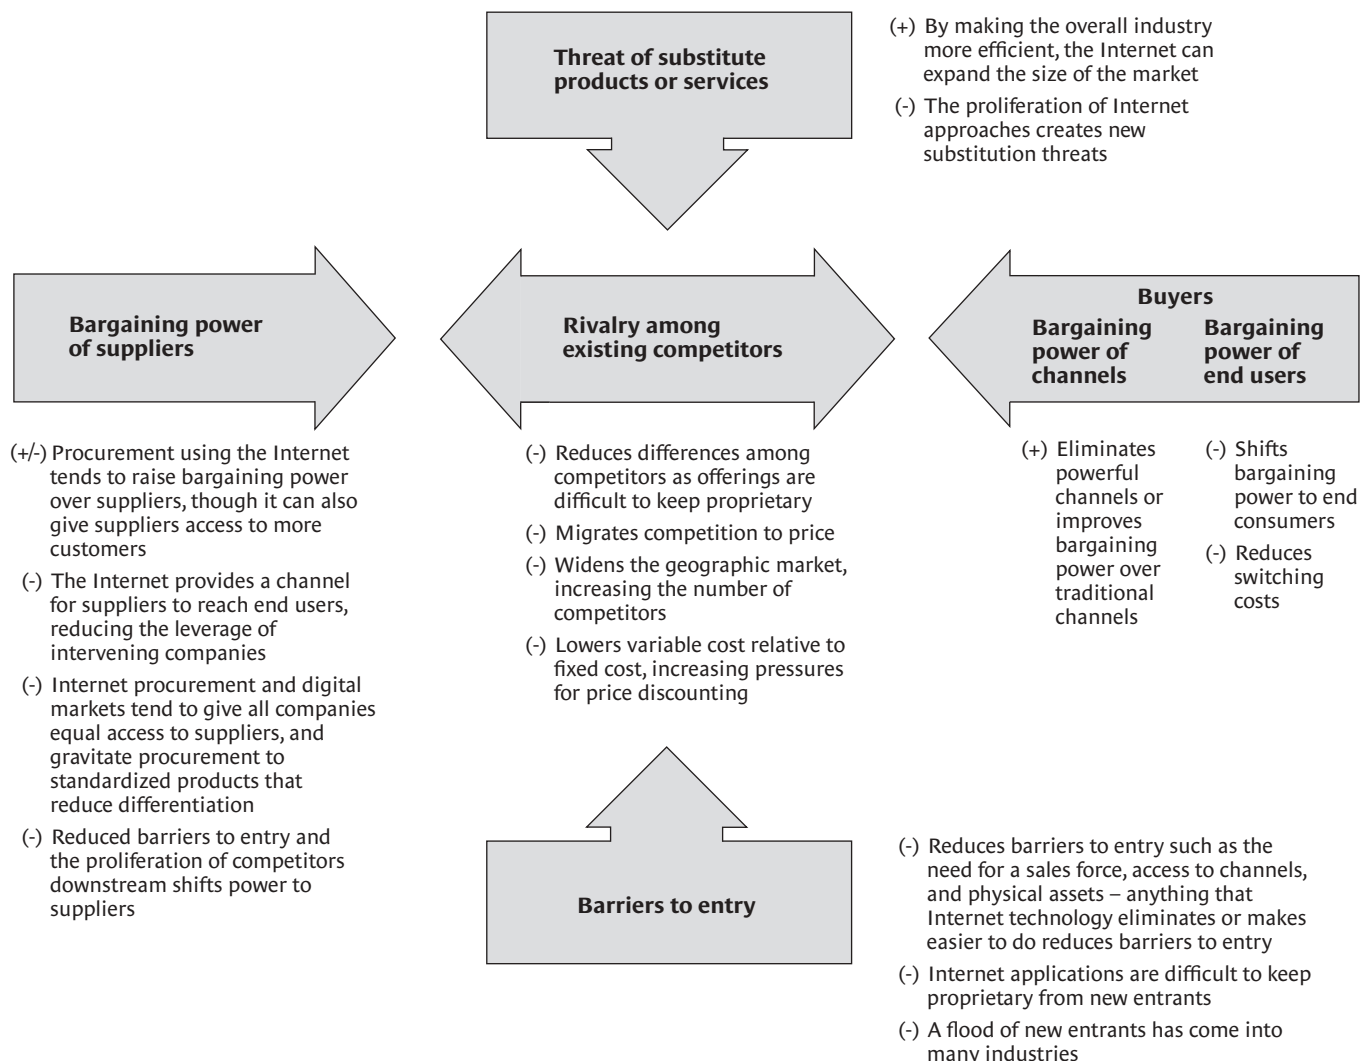 Threat of substitute
products or services
(+) By making the overall industry
more efficient, the Internet can
expand the size of the market
(-) The proliferation of Internet
approaches creates new
substitution threats
Bargaining power
of suppliers
Rivalry among
existing competitors
Buyers
Bargaining
power of
channels
Bargaining
power of
end users
(+/-) Procurement using the Internet
tends to raise bargaining power
over suppliers, though it can also
give suppliers access to more
customers
(-) The Internet provides a channel
for suppliers to reach end users,
reducing the leverage of
intervening companies
(-) Internet procurement and digital
markets tend to give all companies
equal access to suppliers, and
gravitate procurement to
standardized products that
reduce differentiation
(-) Reduced barriers to entry and
the proliferation of competitors
downstream shifts power to
suppliers
(-) Reduces differences among
competitors as offerings are
difficult to keep proprietary
(-) Migrates competition to price
(-) Widens the geographic market,
increasing the number of
competitors
(-) Lowers variable cost relative to
fixed cost, increasing pressures
for price discounting
(+) Eliminates
powerful
channels or
improves
bargaining
power over
traditional
channels
(-) Shifts
bargaining
power to end
consumers
(-) Reduces
switching
costs
Barriers to entry
(-) Reduces barriers to entry such as the
need for a sales force, access to channels,
and physical assets – anything that
Internet technology eliminates or makes
easier to do reduces barriers to entry
(-) Internet applications are difficult to keep
proprietary from new entrants
(-) A flood of new entrants has come into
many industries